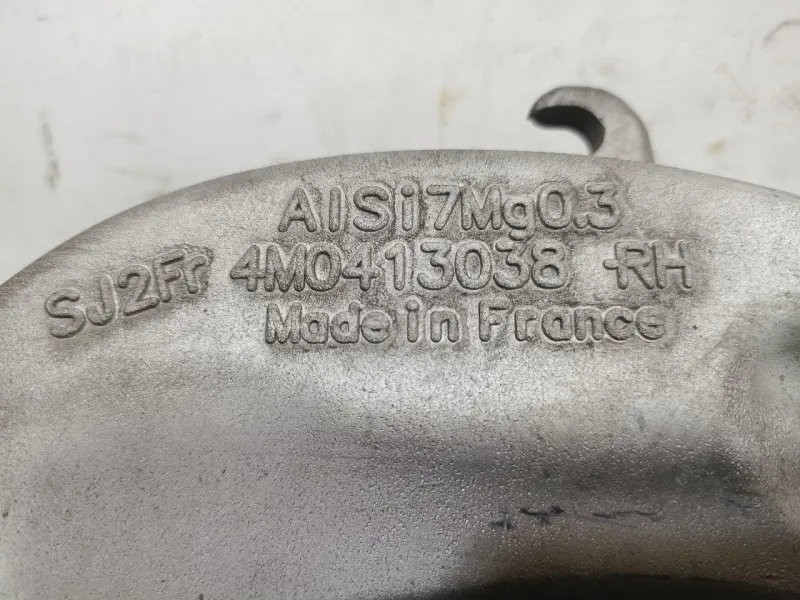 AlSi7Mg0.3
SJ2Fr 4M0413038 RH
Made in France